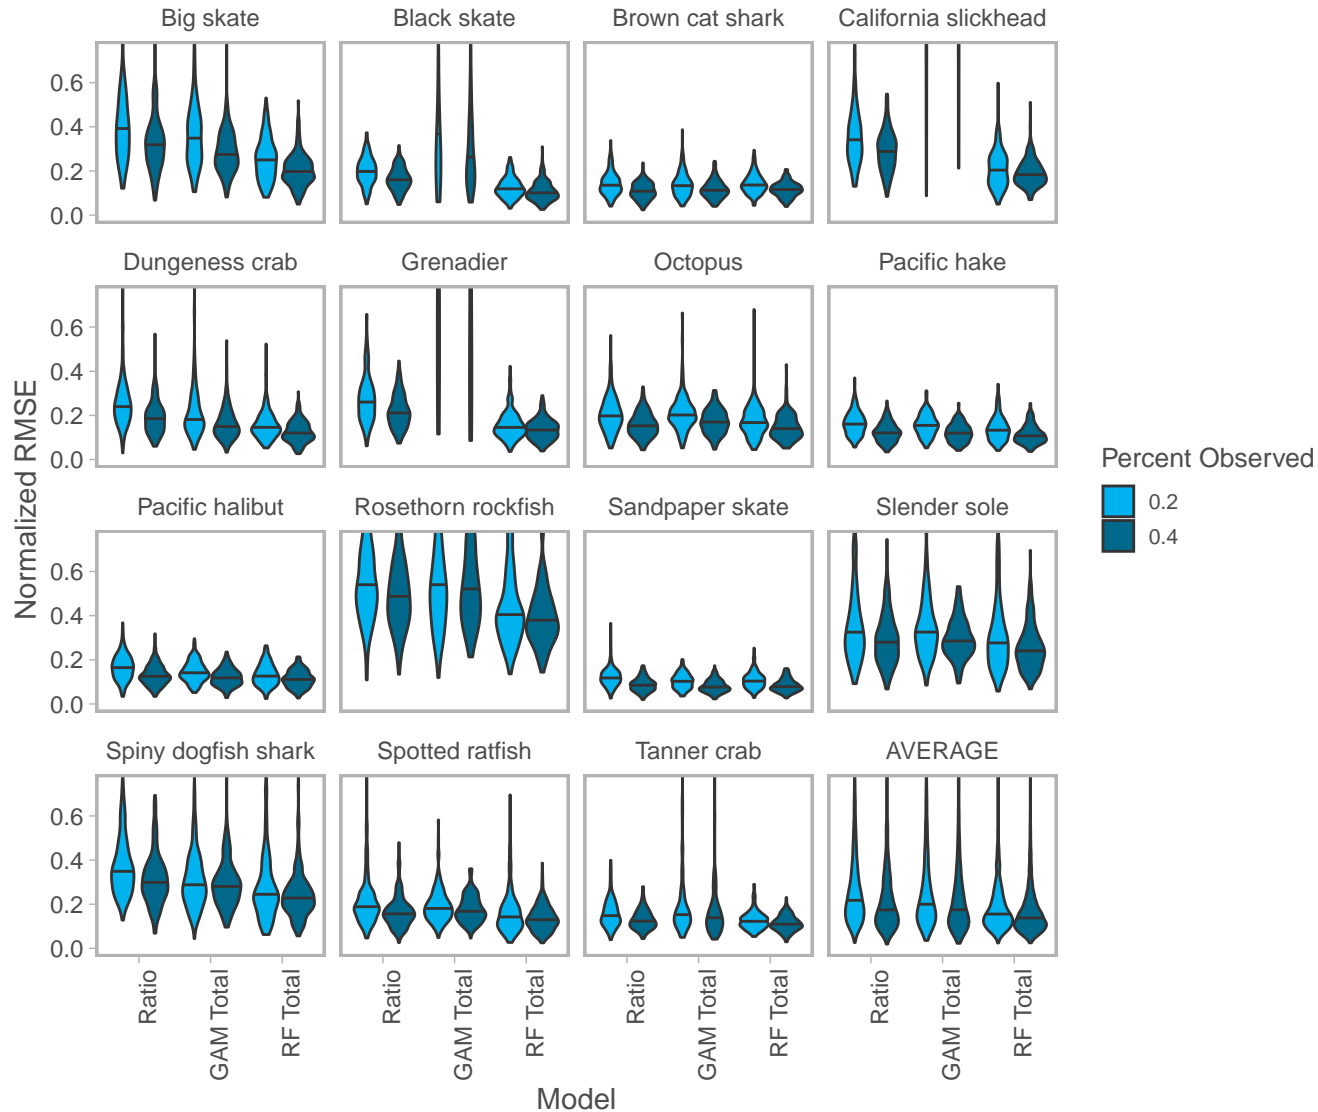 Big skate
Black skate
Brown cat shark
California slickhead
0.6
0.4
0.2
0.0
Dungeness crab
Grenadier
Octopus
Pacific hake
0.6
0.4
0.2
0.0
Pacific halibut
Rosethorn rockfish
Sandpaper skate
Slender sole
0.6
0.4
0.2
0.0
Spiny dogfish shark
Spotted ratfish
Tanner crab
AVERAGE
0.6
0.4
0.2
0.0
Ratio
GAM Total
RF Total
Ratio
GAM Total
RF Total
Ratio
GAM Total
RF Total
Ratio
GAM Total
RF Total
Model
Normalized RMSE
Percent Observed
0.2
0.4